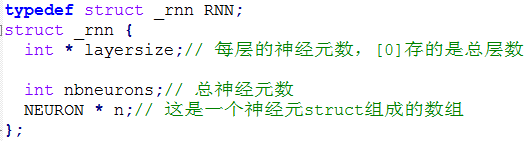 typedef struct _rnn RNN;
struct _rnn {
int * layersize;// 每层的神经元数，[0]存的是总层数
int nbneurons;// 总神经元数
NEURON * n;// 这是一个神经元struct组成的数组
};